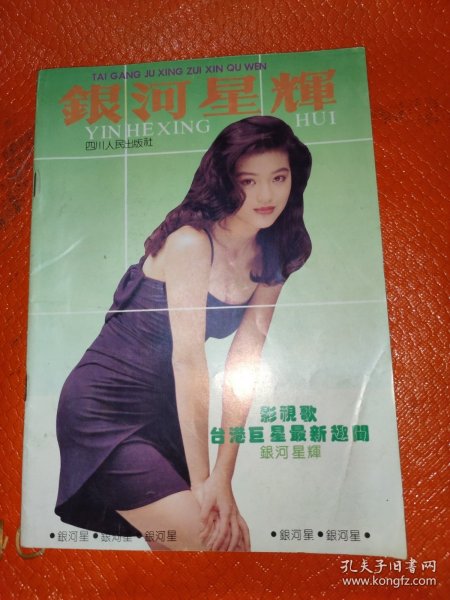 TAI GANG JU XING ZUI XIN QU WEN
銀河星輝
YINHEXING HUI
四川人民出版社
影視歌
台港巨星最新趣聞
銀河星輝
•銀河星•銀河星•銀河星 •銀河星•銀河星•
孔夫子旧书网
www.kongfz.com